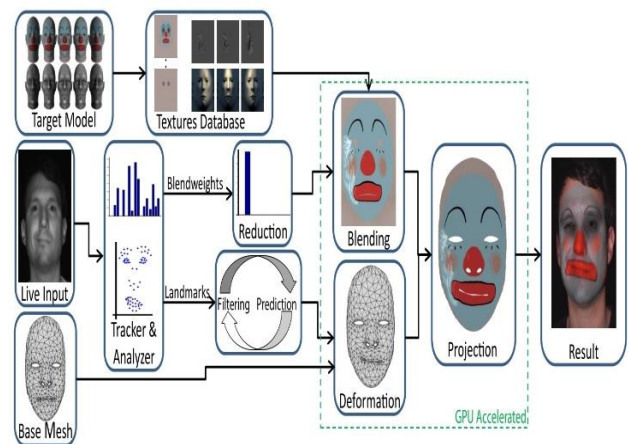 Target Model
Textures Database
Live Input
Blendweights
Landmarks
Tracker &
Analyzer
Reduction
Filtering Prediction
Base Mesh
Blending
Deformation
Projection
GPU Accelerated
Result